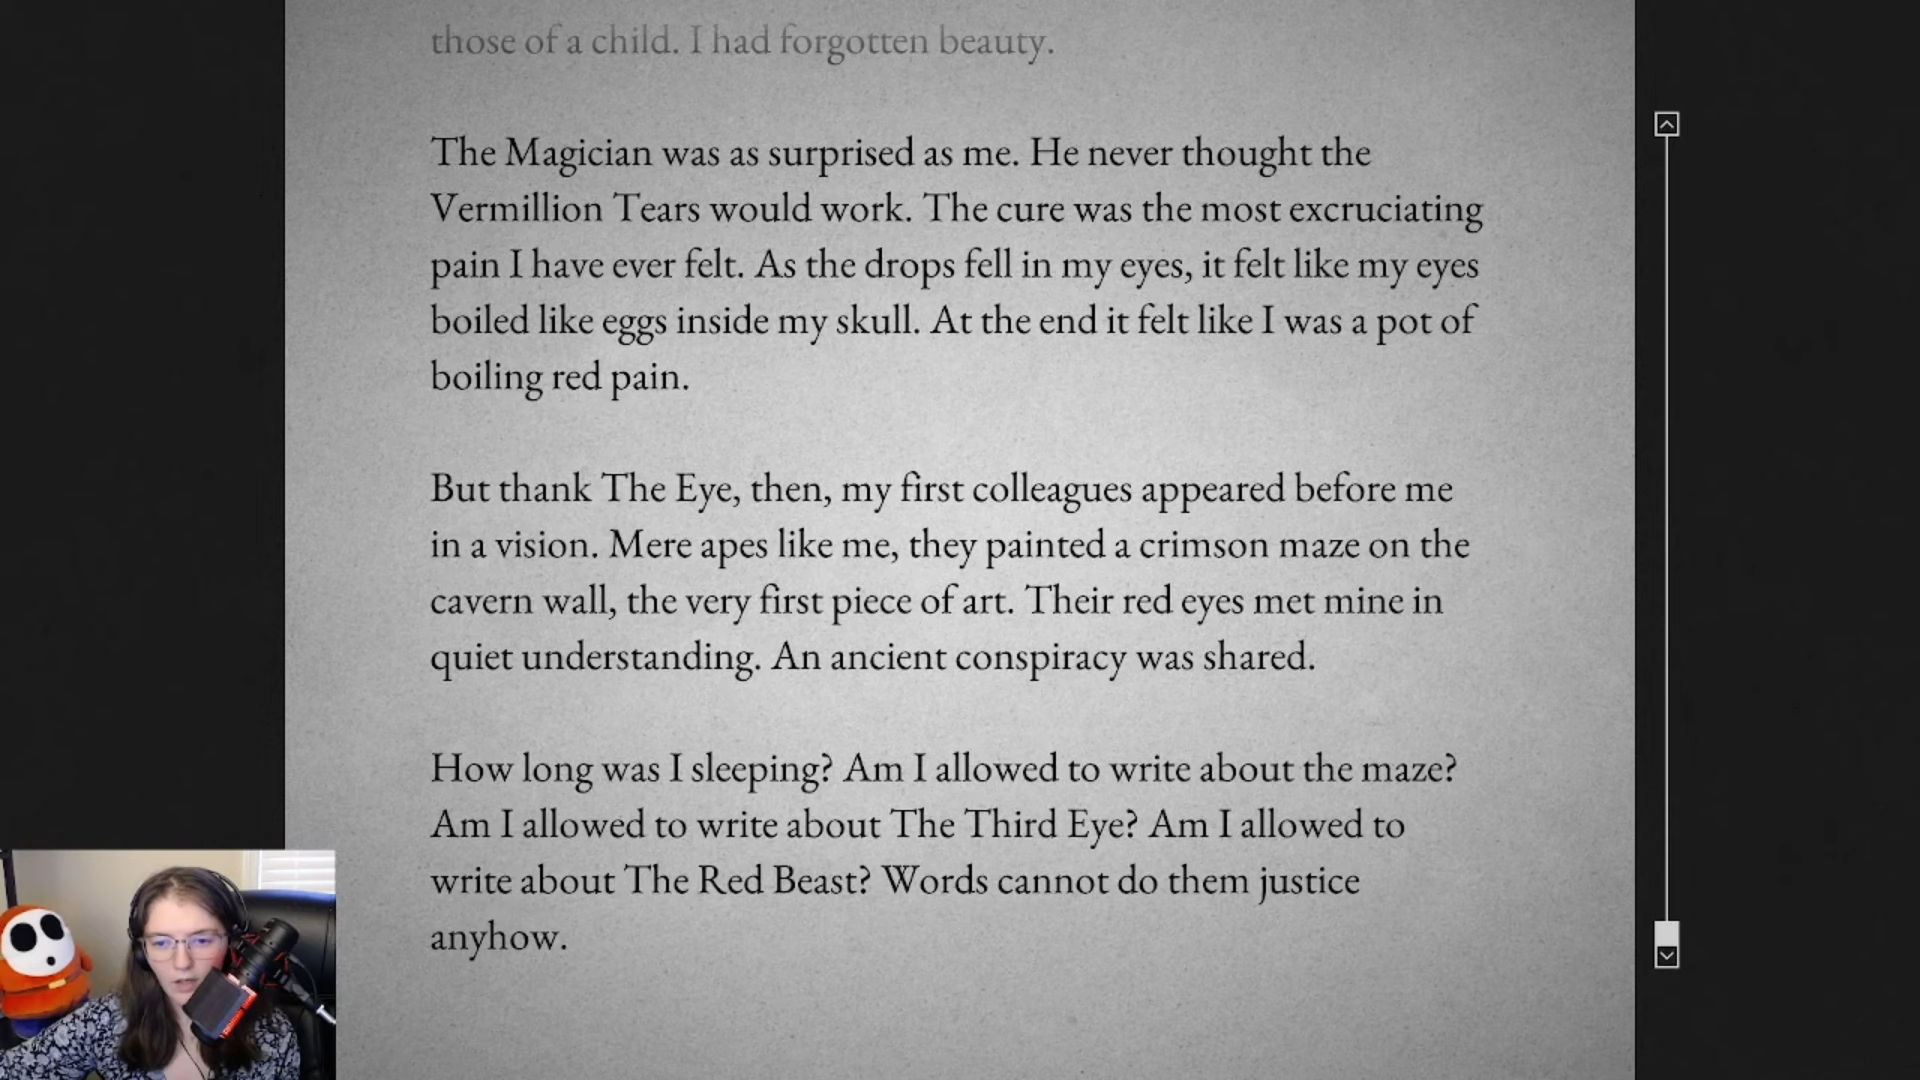 those of a child. I had forgotten beauty.
The Magician was as surprised as me. He never thought the
Vermillion Tears would work. The cure was the most excruciating
pain I have ever felt. As the drops fell in my eyes, it felt like my eyes
boiled like eggs inside my skull. At the end it felt like I was a pot of
boiling red pain.
But thank The Eye, then, my first colleagues appeared before me
in a vision. Mere apes like me, they painted a crimson maze on the
cavern wall, the very first piece of art. Their red eyes met mine in
quiet understanding. An ancient conspiracy was shared.
How long was I sleeping? Am I allowed to write about the maze?
Am I allowed to write about The Third Eye? Am I allowed to
write about The Red Beast? Words cannot do them justice
anyhow.